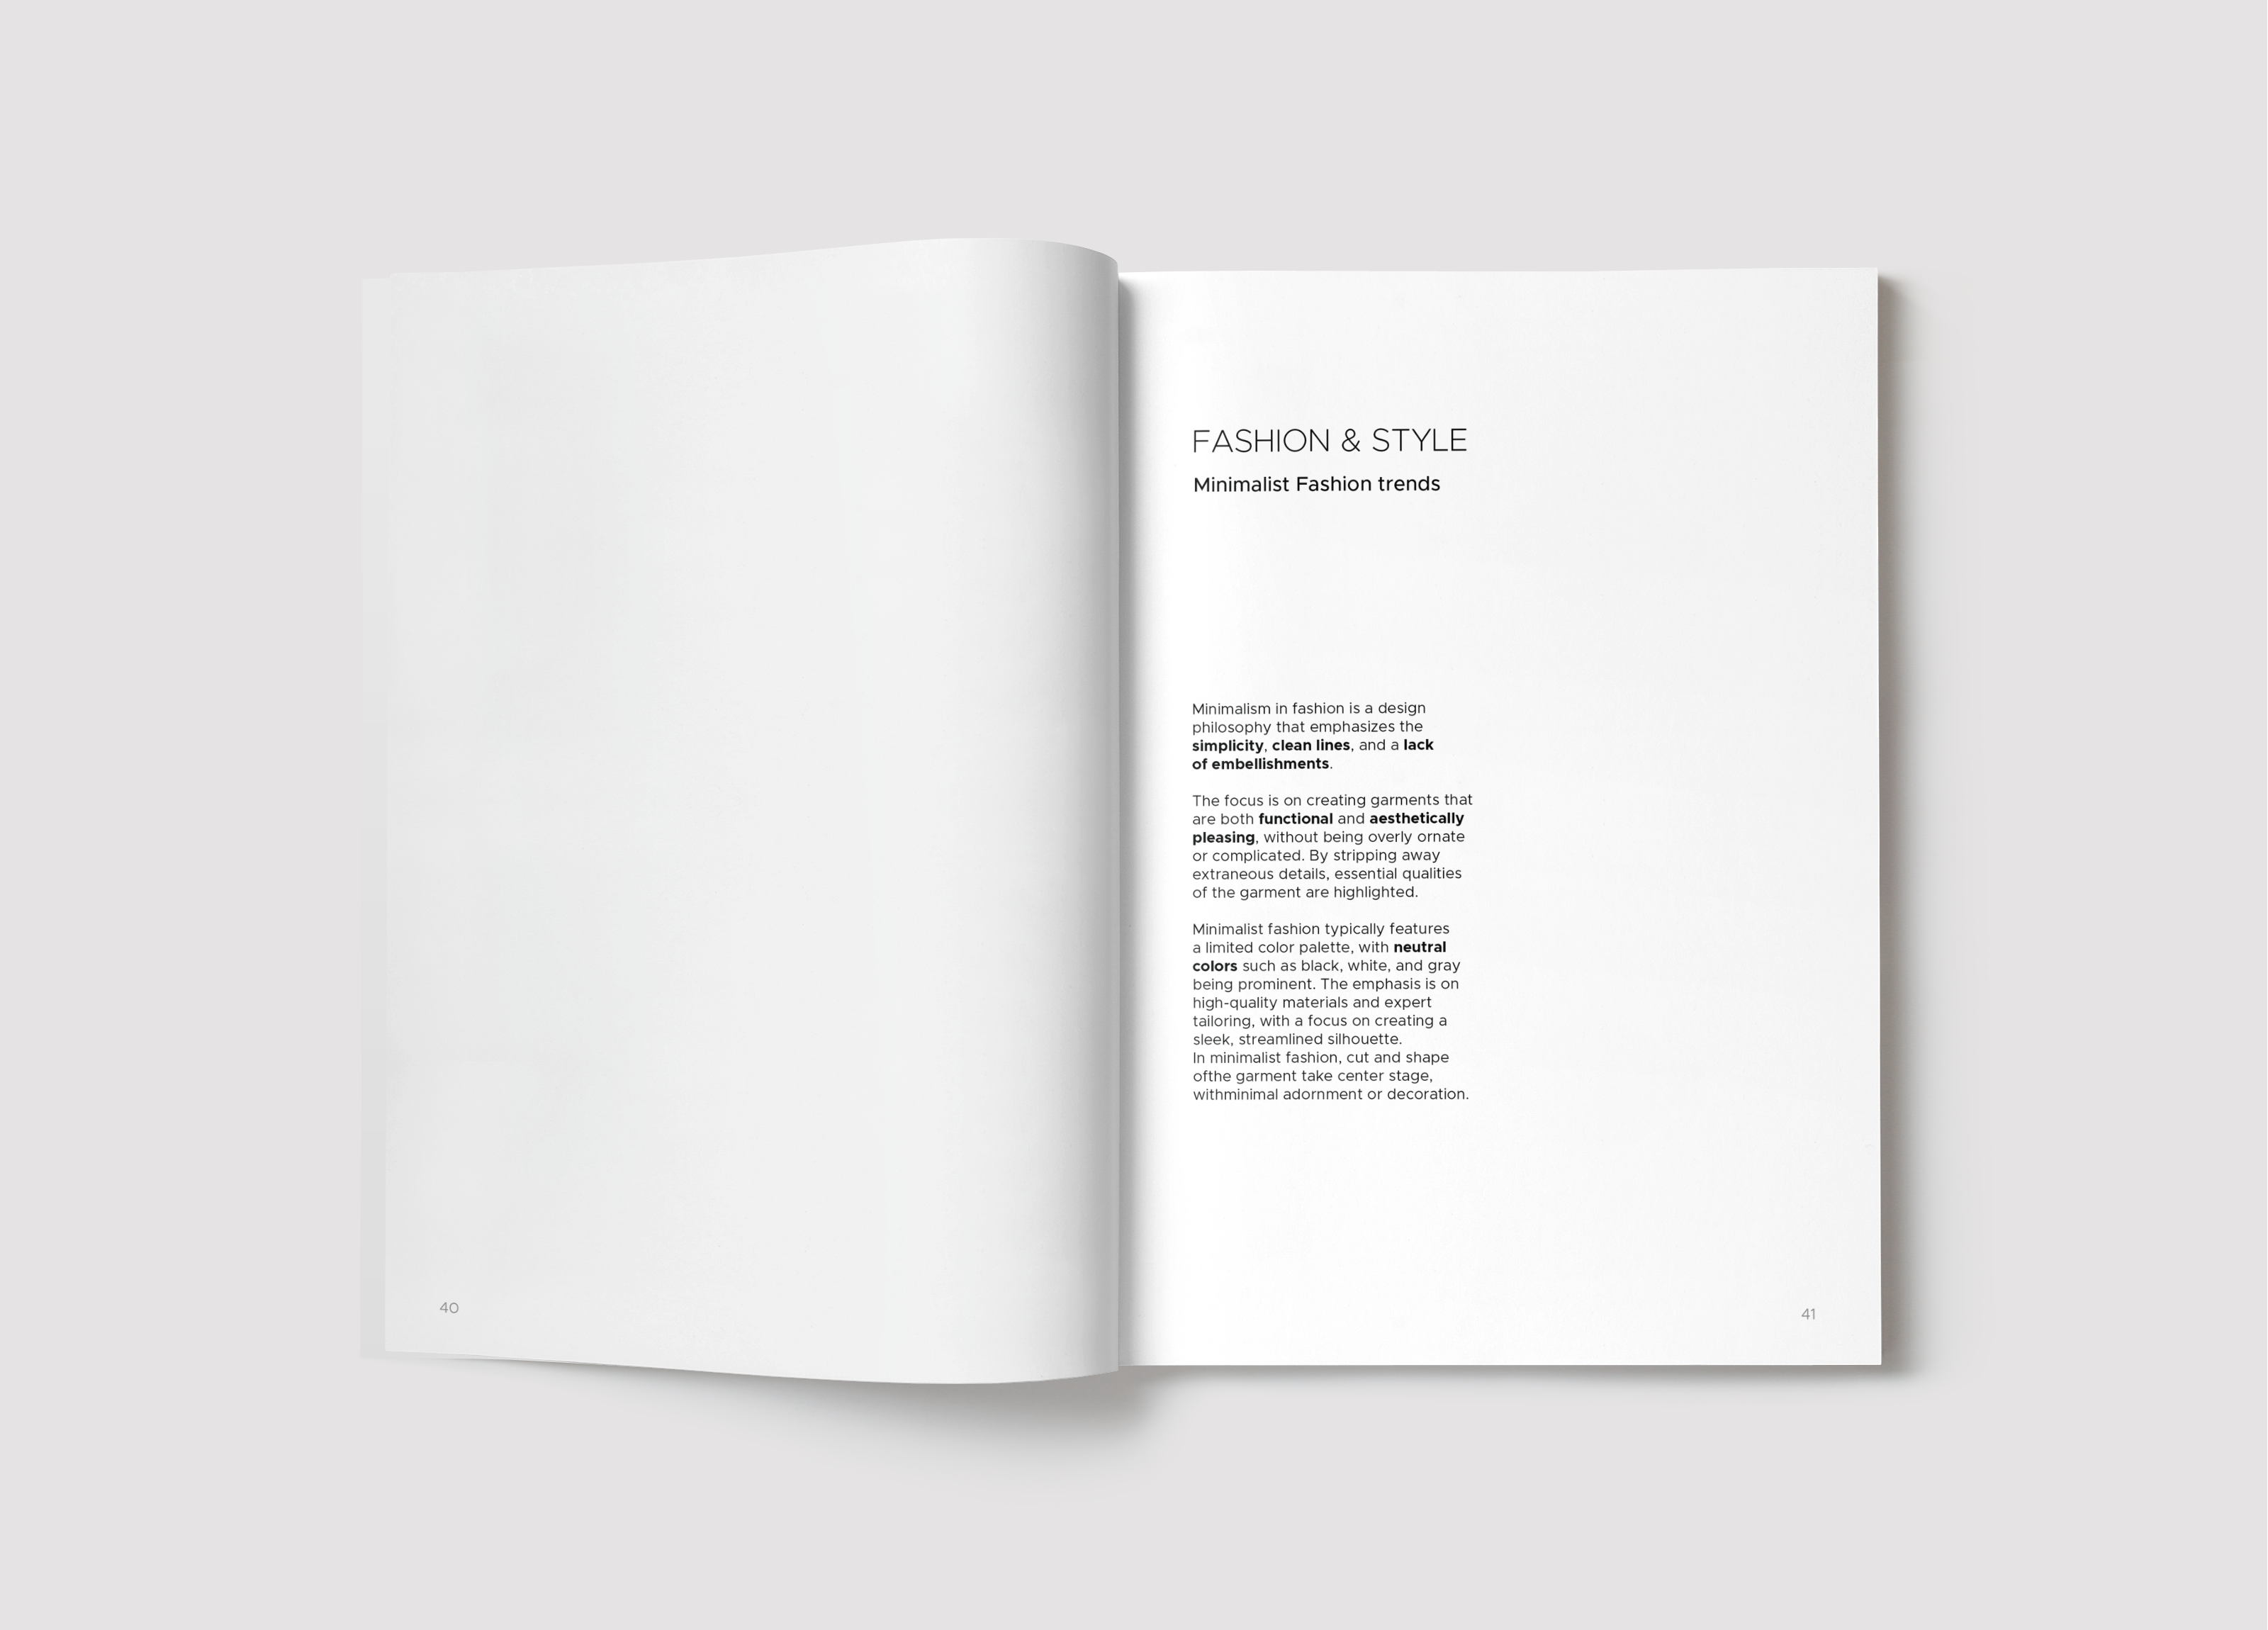 FASHION & STYLE
Minimalist Fashion trends
Minimalism in fashion is a design
philosophy that emphasizes the
simplicity, clean lines, and a lack
of embellishments.
The focus is on creating garments that
are both functional and aesthetically
pleasing, without being overly ornate
or complicated. By stripping away
extraneous details, essential qualities
of the garment are highlighted.
Minimalist fashion typically features
a limited color palette, with neutral
colors such as black, white, and gray
being prominent. The emphasis is on
high-quality materials and expert
tailoring, with a focus on creating a
sleek, streamlined silhouette.
In minimalist fashion, cut and shape
ofthe garment take center stage,
withminimal adornment or decoration.
40
41